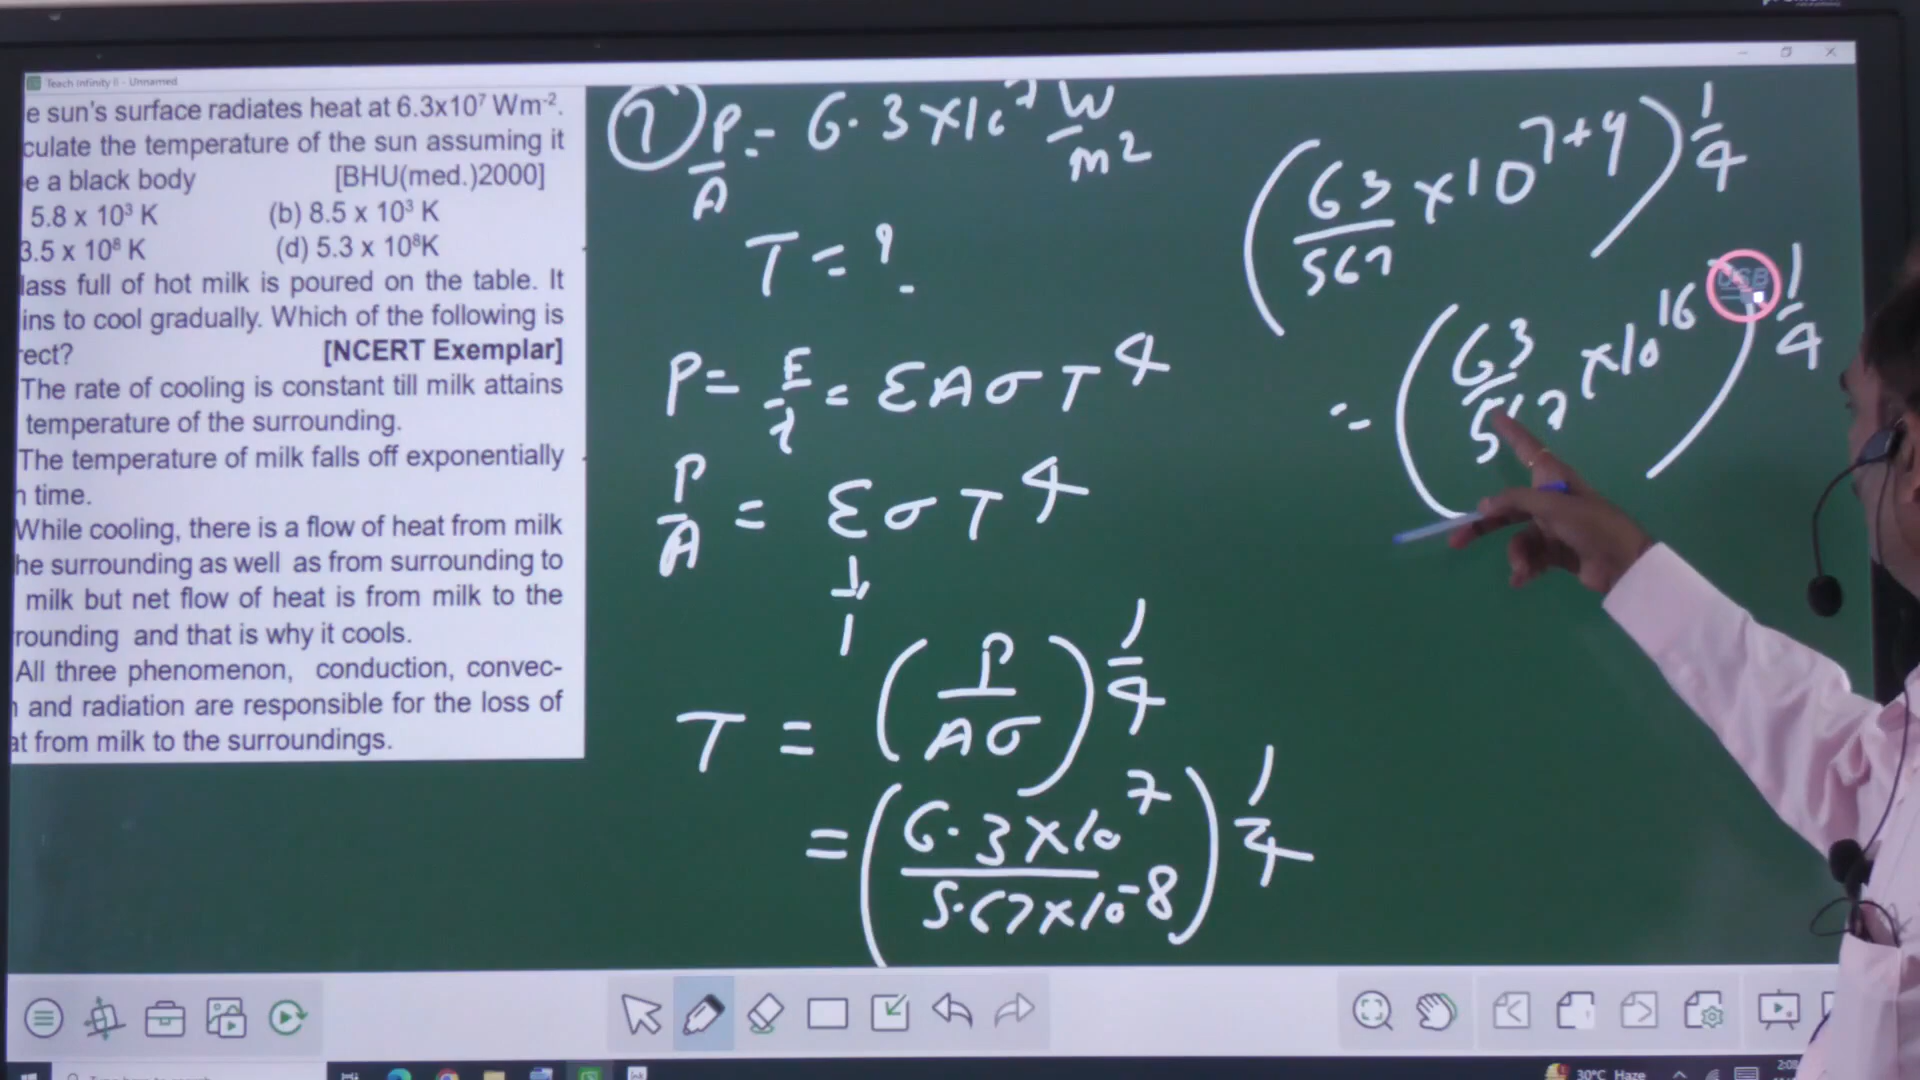 Teach Infinity II - Unnamed
e sun's surface radiates heat at 6.3x10⁷ Wm⁻².
culate the temperature of the sun assuming it
e a black body [BHU(med.)2000]
5.8 x 10³ K (b) 8.5 x 10³ K
3.5 x 10⁸ K (d) 5.3 x 10⁸K
lass full of hot milk is poured on the table. It
ins to cool gradually. Which of the following is
rect? [NCERT Exemplar]
The rate of cooling is constant till milk attains
temperature of the surrounding.
The temperature of milk falls off exponentially
n time.
While cooling, there is a flow of heat from milk
he surrounding as well as from surrounding to
milk but net flow of heat is from milk to the
rounding and that is why it cools.
All three phenomenon, conduction, convec-
n and radiation are responsible for the loss of
at from milk to the surroundings.
7 P/A = 6.3 x 10⁷ W/m²
T = ?
P = E/t = εAσT⁴
P/A = εσT⁴
1
T = (P/Aσ)^1/4
= (6.3x10⁷ / 5.67x10⁻⁸)^1/4
(63/567 x 10^7+9)^1/4
= (63/567 x 10^16)^1/4
USB
30°C Haze